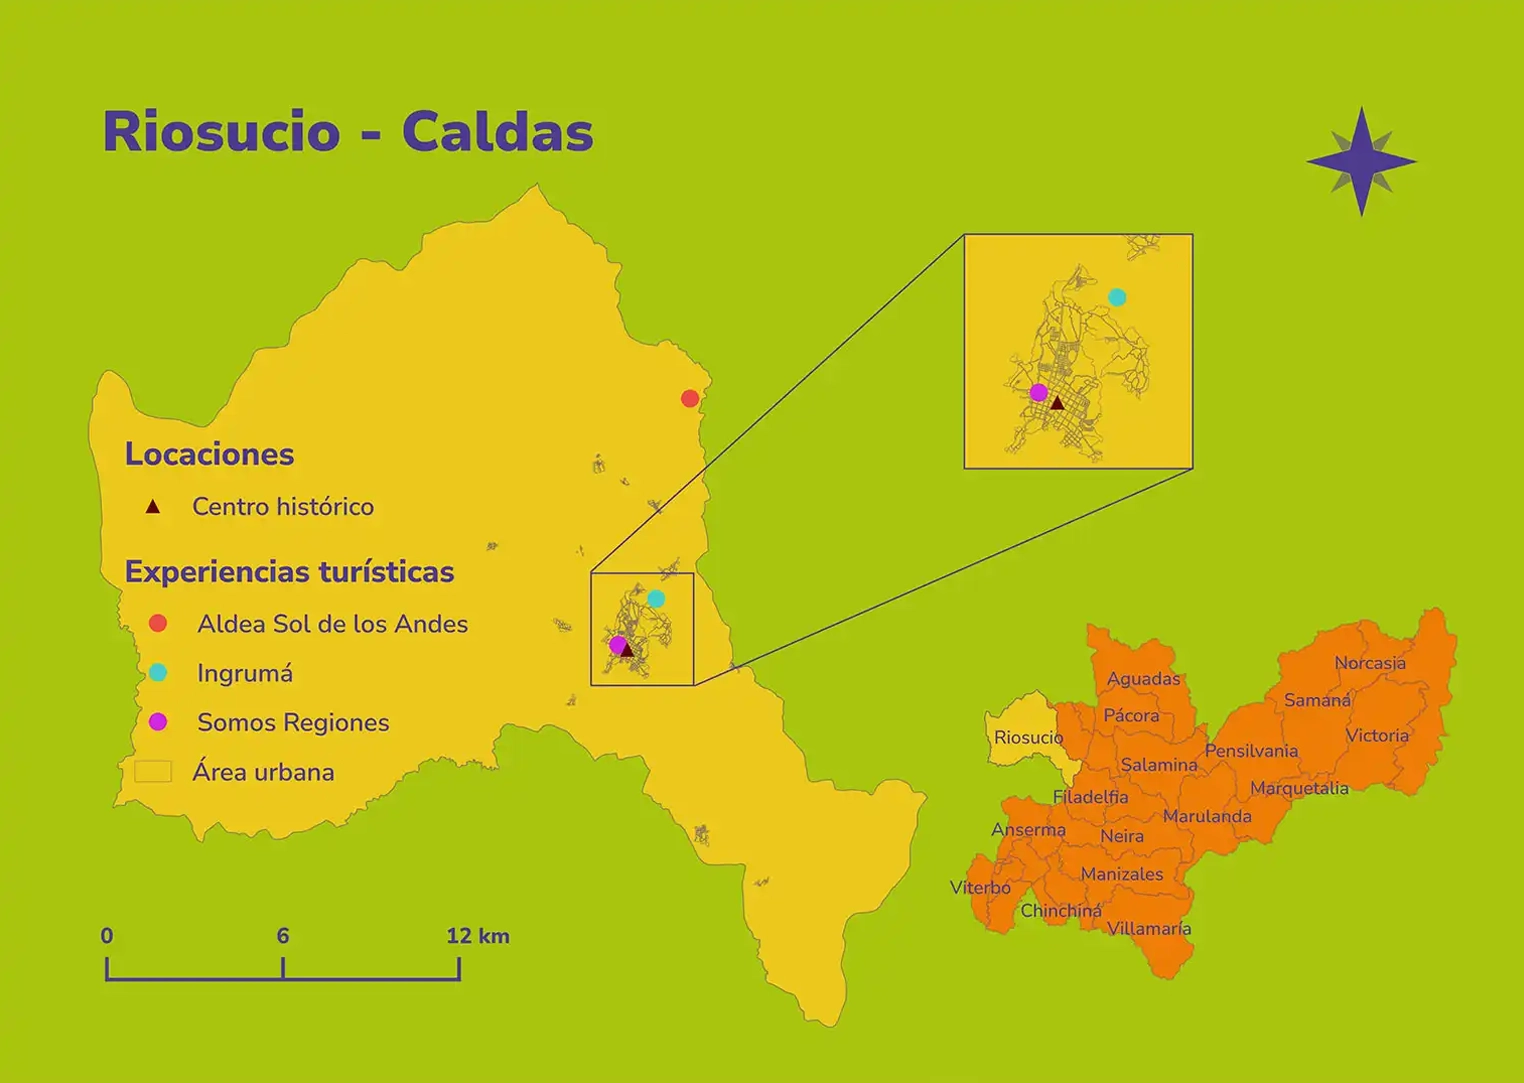 Riosucio - Caldas
Locaciones
Centro histórico
Experiencias turísticas
Aldea Sol de los Andes
Ingrumá
Somos Regiones
Área urbana
0 6 12 km
Norcasia
Aguadas
Samaná
Pácora
Victoria
Riosucio
Pensilvania
Salamina
Marquetalia
Filadelfia
Marulanda
Anserma
Neira
Manizales
Viterbo
Chinchiná
Villamaría